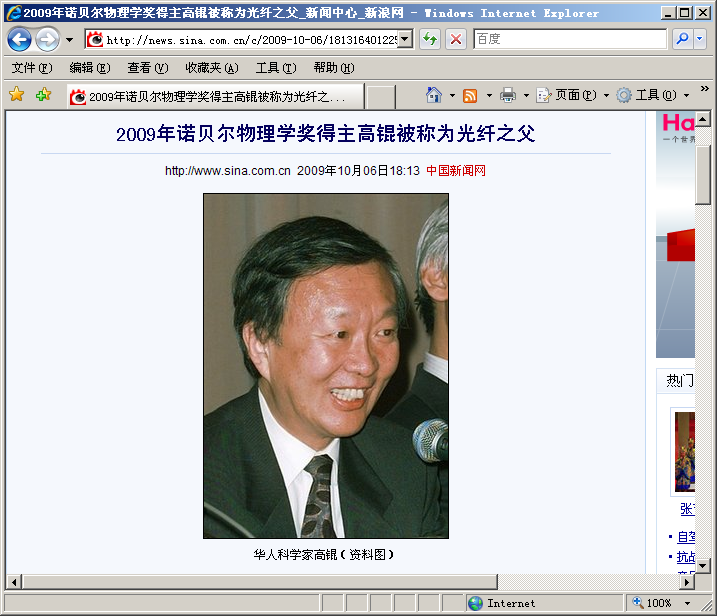 2009年诺贝尔物理学奖得主高锟被称为光纤之父_新闻中心_新浪网 - Windows Internet Explorer
http://news.sina.com.cn/c/2009-10-06/181316401225
百度
文件(F) 编辑(E) 查看(V) 收藏夹(A) 工具(T) 帮助(H)
2009年诺贝尔物理学奖得主高锟被称为光纤之...
页面(P) 工具(O)
2009年诺贝尔物理学奖得主高锟被称为光纤之父
http://www.sina.com.cn 2009年10月06日18:13 中国新闻网
华人科学家高锟(资料图)
Ha
一个世
热门
张
自驾
抗战
Internet
100%